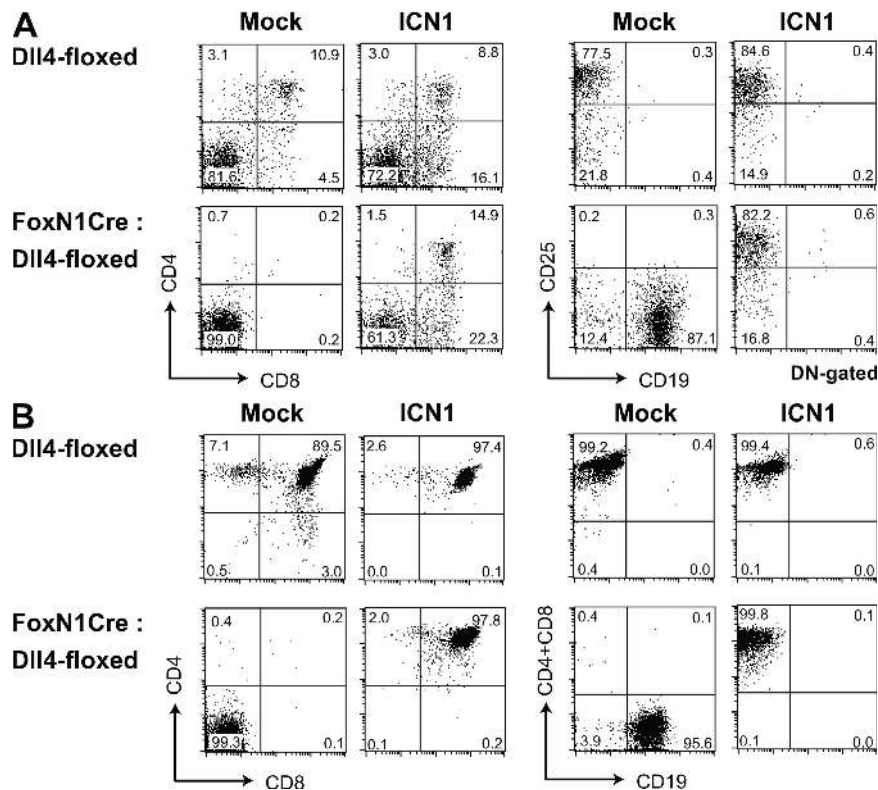 A
Mock ICN1 Mock ICN1
Dll4-floxed
3.1 10.9 3.0 8.8 77.5 0.3 84.6 0.4
81.6 4.5 72.2 16.1 21.8 0.4 14.9 0.2
FoxN1Cre :
Dll4-floxed
0.7 0.2 1.5 14.9 0.2 0.3 82.2 0.6
CD4 CD25
99.0 0.2 61.3 22.3 12.4 87.1 16.8 0.4
CD8 CD19 DN-gated
B
Mock ICN1 Mock ICN1
Dll4-floxed
7.1 89.5 2.6 97.4 99.2 0.4 99.4 0.6
0.5 3.0 0.0 0.1 0.4 0.0 0.1 0.0
FoxN1Cre :
Dll4-floxed
0.4 0.2 2.0 97.8 0.4 0.1 99.8 0.1
CD4 CD4+CD8
99.3 0.1 0.1 0.2 3.9 95.6 0.1 0.0
CD8 CD19